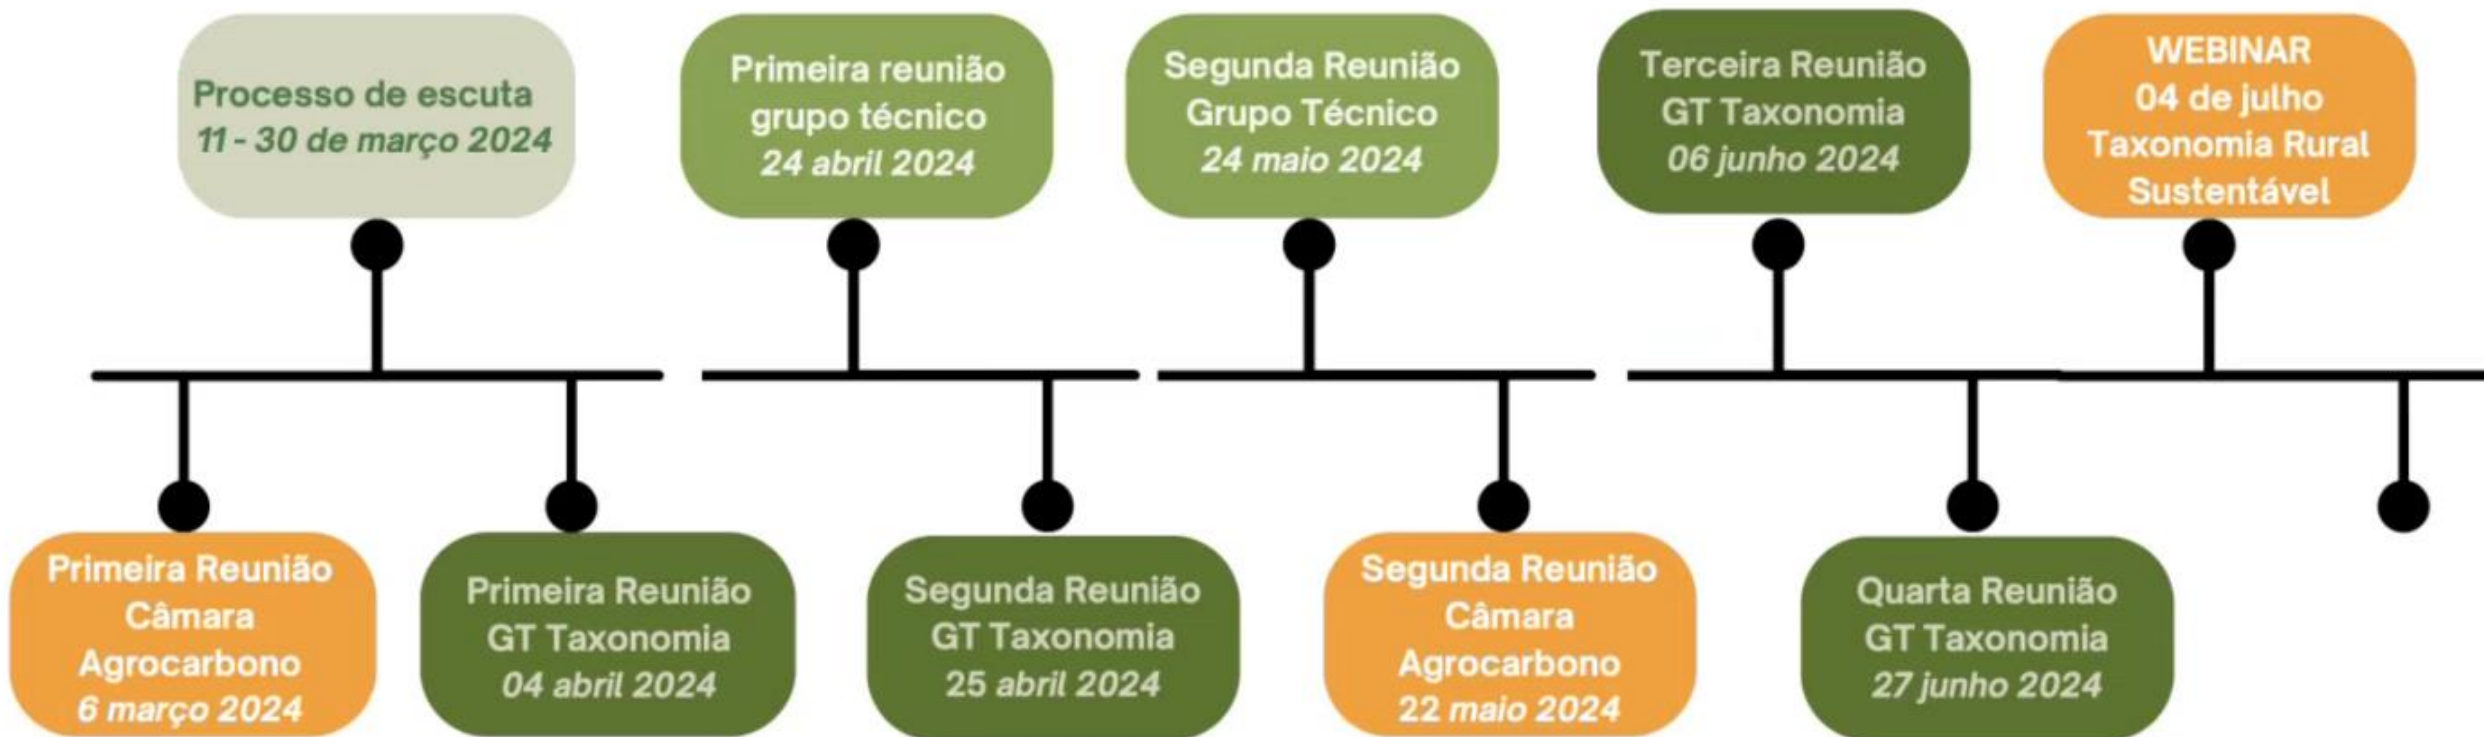 Processo de escuta
11 - 30 de março 2024
Primeira reunião
grupo técnico
24 abril 2024
Segunda Reunião
Grupo Técnico
24 maio 2024
Terceira Reunião
GT Taxonomia
06 junho 2024
WEBINAR
04 de julho
Taxonomia Rural
Sustentável
Primeira Reunião
Câmara
Agrocarbono
6 março 2024
Primeira Reunião
GT Taxonomia
04 abril 2024
Segunda Reunião
GT Taxonomia
25 abril 2024
Segunda Reunião
Câmara
Agrocarbono
22 maio 2024
Quarta Reunião
GT Taxonomia
27 junho 2024